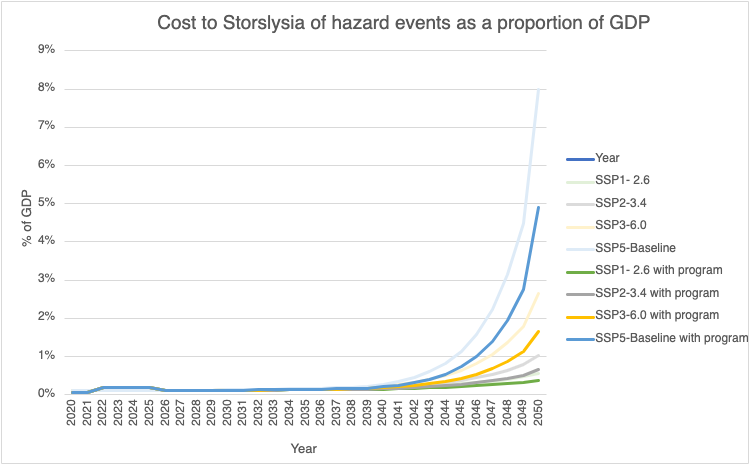 Cost to Storslysia of hazard events as a proportion of GDP
9%
8%
7%
6%
5%
4%
3%
2%
1%
0%
% of GDP
2020 2021 2022 2023 2024 2025 2026 2027 2028 2029 2030 2031 2032 2033 2034 2035 2036 2037 2038 2039 2040 2041 2042 2043 2044 2045 2046 2047 2048 2049 2050
Year
Year
SSP1- 2.6
SSP2-3.4
SSP3-6.0
SSP5-Baseline
SSP1- 2.6 with program
SSP2-3.4 with program
SSP3-6.0 with program
SSP5-Baseline with program